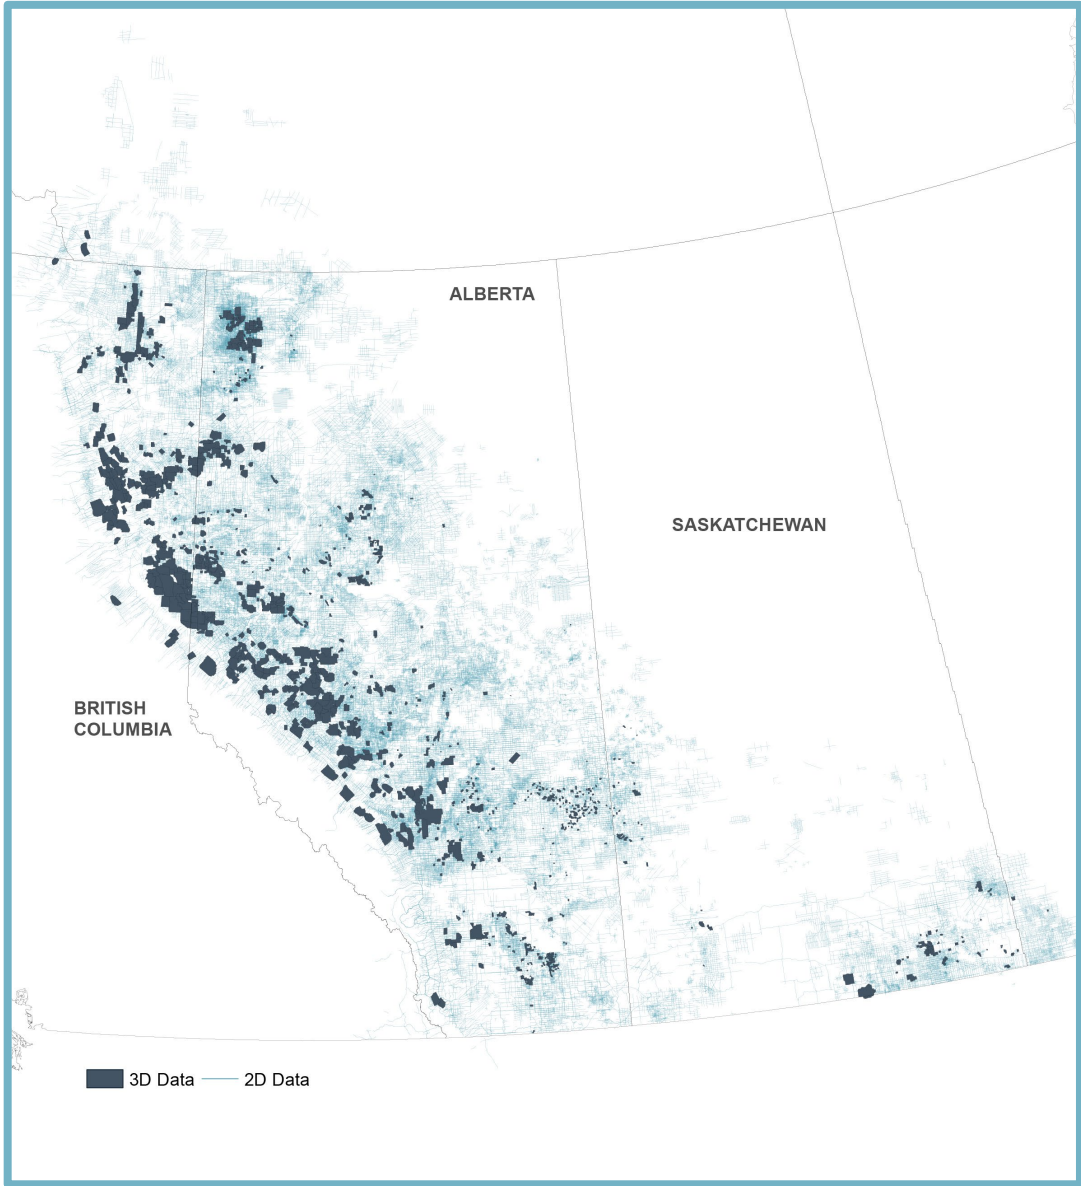 ALBERTA
SASKATCHEWAN
BRITISH
COLUMBIA
3D Data
2D Data